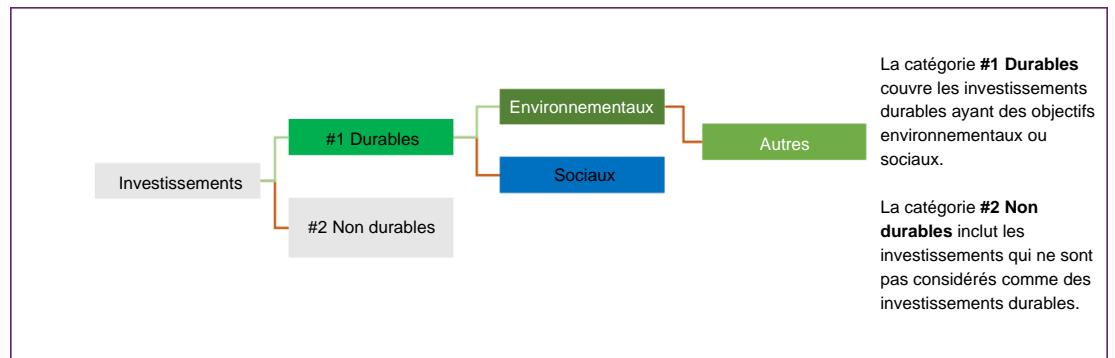 Investissements
#1 Durables
#2 Non durables
Environnementaux
Sociaux
Autres
La catégorie #1 Durables
couvre les investissements
durables ayant des objectifs
environnementaux ou
sociaux.
La catégorie #2 Non
durables inclut les
investissements qui ne sont
pas considérés comme des
investissements durables.